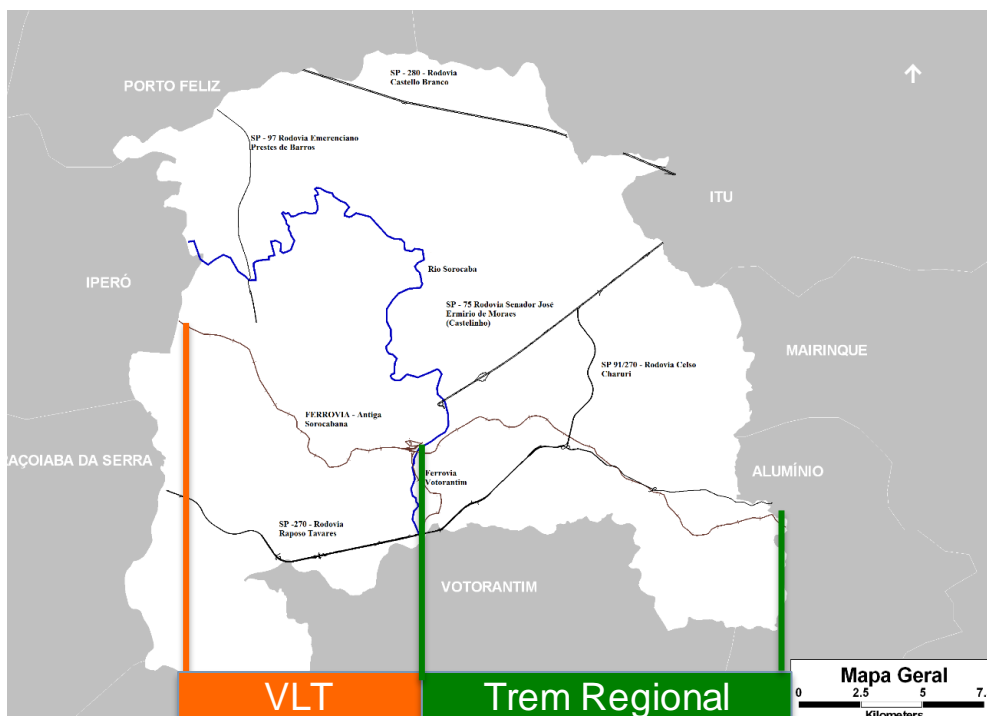 SP - 280 - Rodovia
Castello Branco
PORTO FELIZ
SP - 97 Rodovia Emerenciano
Prestes de Barros
ITU
Rio Sorocaba
IPERÓ
SP - 75 Rodovia Senador José
Ermirio de Moraes
(Castelinho)
MAIRINQUE
SP 91/270 - Rodovia Celso
Charuri
FERROVIA - Antiga
Sorocabana
RAÇOIABA DA SERRA
ALUMÍNIO
Ferrovia
Votorantim
SP -270 - Rodovia
Raposo Tavares
VOTORANTIM
VLT
Trem Regional
Mapa Geral
0 2.5 5 7.
Kilometers